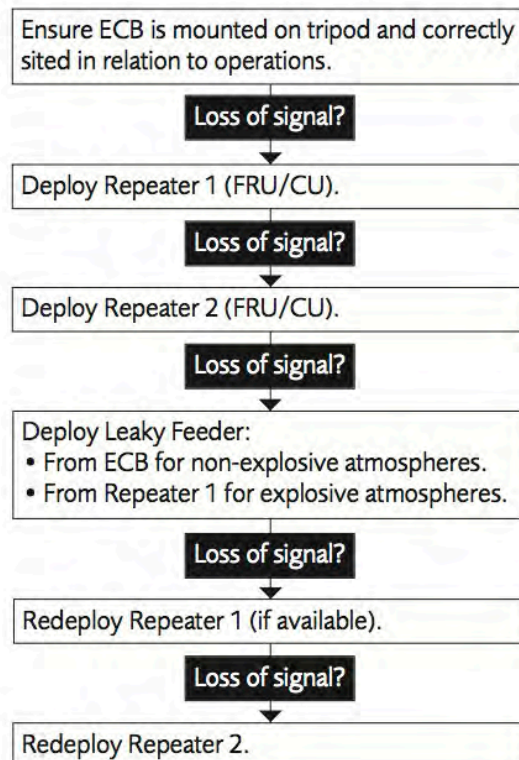 Ensure ECB is mounted on tripod and correctly
sited in relation to operations.
Loss of signal?
Deploy Repeater 1 (FRU/CU).
Loss of signal?
Deploy Repeater 2 (FRU/CU).
Loss of signal?
Deploy Leaky Feeder:
• From ECB for non-explosive atmospheres.
• From Repeater 1 for explosive atmospheres.
Loss of signal?
Redeploy Repeater 1 (if available).
Loss of signal?
Redeploy Repeater 2.